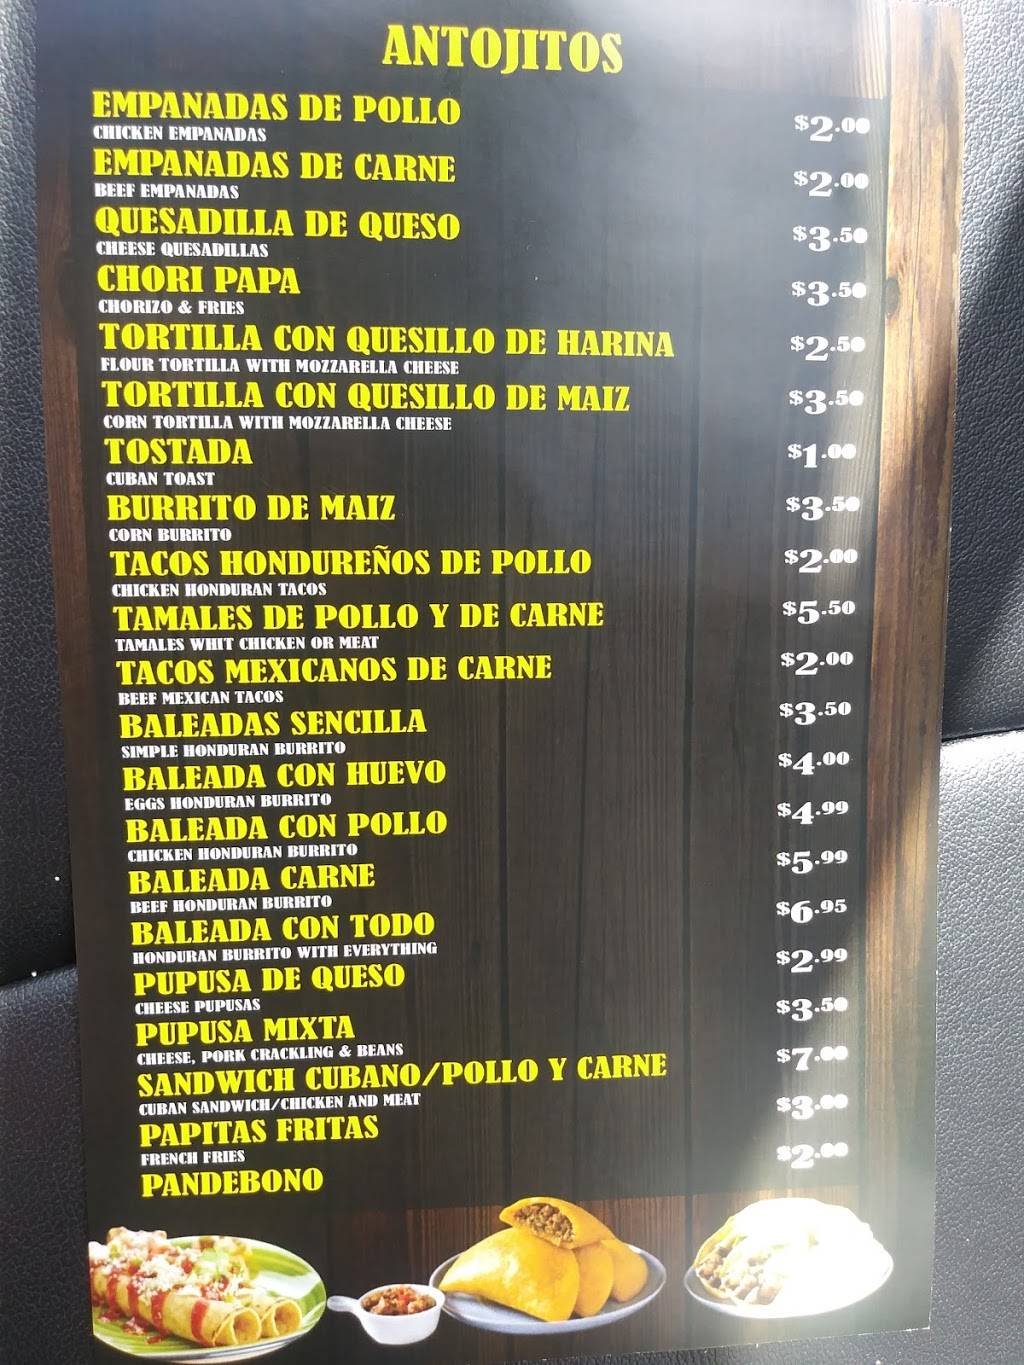 ANTOJITOS
EMPANADAS DE POLLO $2.00
CHICKEN EMPANADAS
EMPANADAS DE CARNE $2.00
BEEF EMPANADAS
QUESADILLA DE QUESO $3.50
CHEESE QUESADILLAS
CHORI PAPA $3.50
CHORIZO & FRIES
TORTILLA CON QUESILLO DE HARINA $2.50
FLOUR TORTILLA WITH MOZZARELLA CHEESE
TORTILLA CON QUESILLO DE MAIZ $3.50
CORN TORTILLA WITH MOZZARELLA CHEESE
TOSTADA $1.00
CUBAN TOAST
BURRITO DE MAIZ $3.50
CORN BURRITO
TACOS HONDUREÑOS DE POLLO $2.00
CHICKEN HONDURAN TACOS
TAMALES DE POLLO Y DE CARNE $5.50
TAMALES WHIT CHICKEN OR MEAT
TACOS MEXICANOS DE CARNE $2.00
BEEF MEXICAN TACOS
BALEADAS SENCILLA $3.50
SIMPLE HONDURAN BURRITO
BALEADA CON HUEVO $4.00
EGGS HONDURAN BURRITO
BALEADA CON POLLO $4.99
CHICKEN HONDURAN BURRITO
BALEADA CARNE $5.99
BEEF HONDURAN BURRITO
BALEADA CON TODO $6.95
HONDURAN BURRITO WITH EVERYTHING
PUPUSA DE QUESO $2.99
CHEESE PUPUSAS
PUPUSA MIXTA $3.50
CHEESE, PORK CRACKLING & BEANS
SANDWICH CUBANO/POLLO Y CARNE $7.00
CUBAN SANDWICH/CHICKEN AND MEAT
PAPITAS FRITAS $3.00
FRENCH FRIES
PANDEBONO $2.00